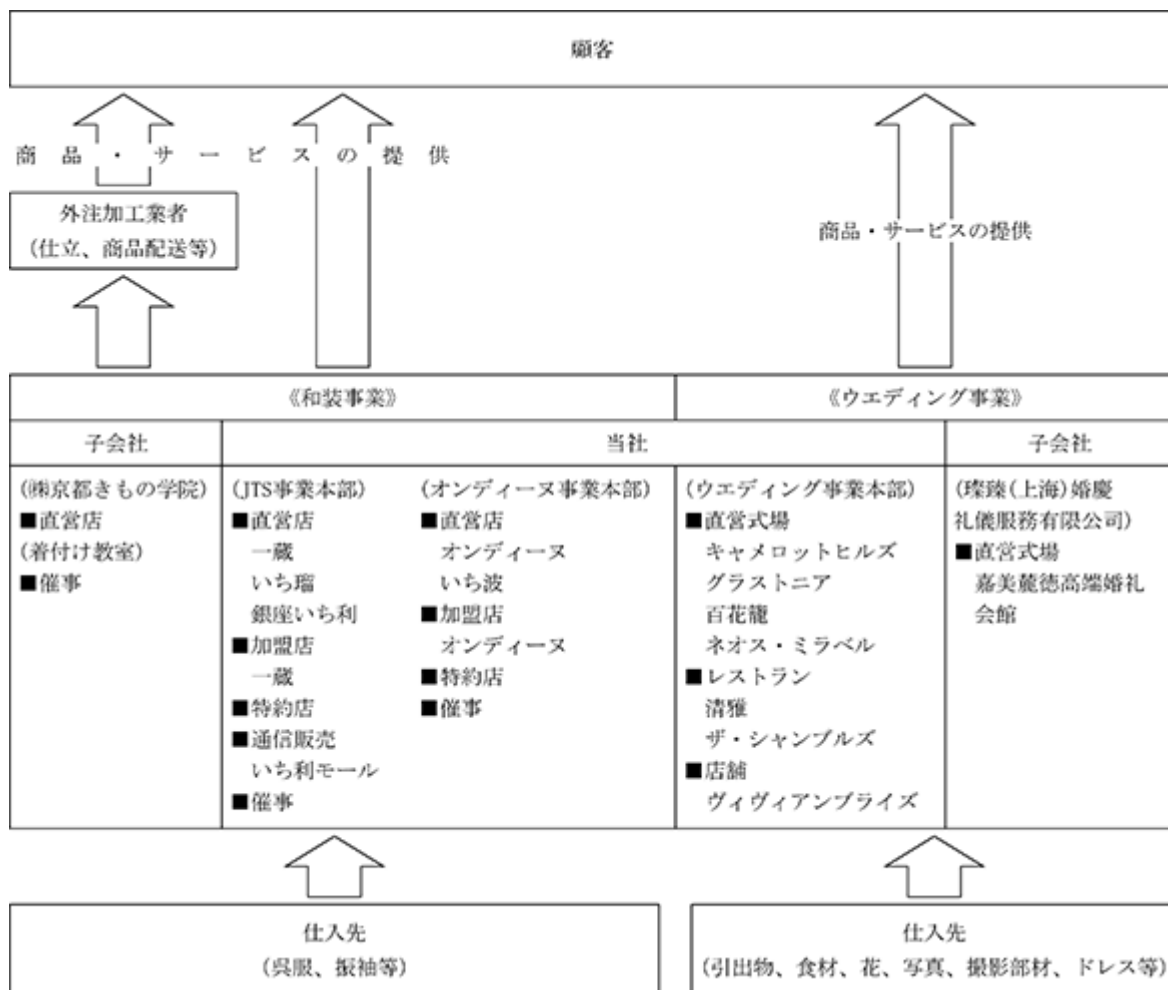 顧客
商品・サービスの提供
外注加工業者
(仕立、商品配送等)
商品・サービスの提供
《和装事業》
《ウエディング事業》
子会社
当社
子会社
(㈱京都きもの学院)
■直営店
(着付け教室)
■催事
(JTS事業本部)
■直営店
一蔵
いち瑠
銀座いち利
■加盟店
一蔵
■特約店
■通信販売
いち利モール
■催事
(オンディーヌ事業本部)
■直営店
オンディーヌ
いち波
■加盟店
オンディーヌ
■特約店
■催事
(ウエディング事業本部)
■直営式場
キャメロットヒルズ
グラストニア
百花籠
ネオス・ミラベル
■レストラン
清雅
ザ・シャンブルズ
■店舗
ヴィヴィアンブライズ
(璨臻(上海)婚慶
礼儀服務有限公司)
■直営式場
嘉美麓徳高端婚礼
会館
仕入先
(呉服、振袖等)
仕入先
(引出物、食材、花、写真、撮影部材、ドレス等)